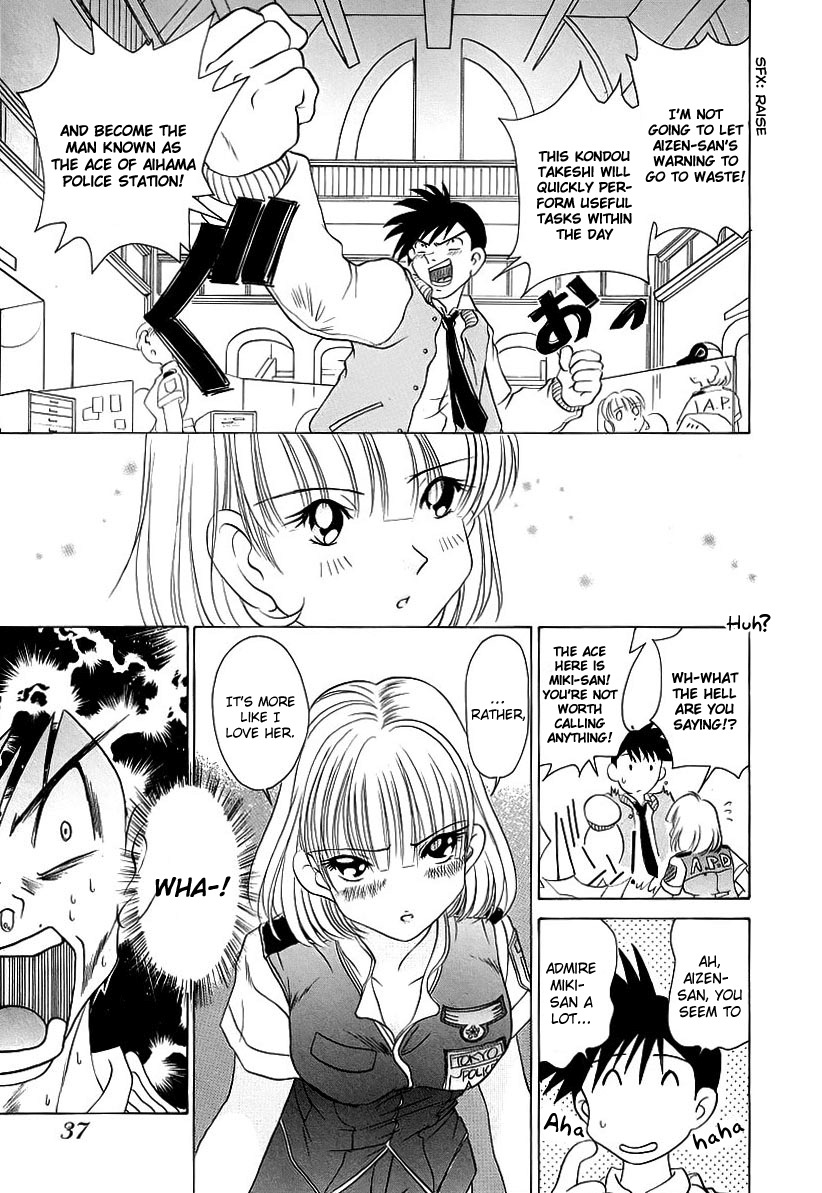 SFX: RAISE
I'M NOT
GOING TO LET
AIZEN-SAN'S
WARNING TO
GO TO WASTE!
THIS KONDOU
TAKESHI WILL
QUICKLY PER-
FORM USEFUL
TASKS WITHIN
THE DAY
AND BECOME THE
MAN KNOWN AS
THE ACE OF AIHAMA
POLICE STATION!
おっ
I.A.P.
Huh?
WH-WHAT
THE HELL
ARE YOU
SAYING!?
THE ACE
HERE IS
MIKI-SAN!
YOU'RE NOT
WORTH
CALLING
ANYTHING!
A.P.D
AH,
AIZEN-
SAN, YOU
SEEM TO
ADMIRE
MIKI-
SAN A
LOT...
Aha
haha
...
RATHER,
IT'S MORE
LIKE I
LOVE HER.
TOKYO
POLICE
WHA-!
37